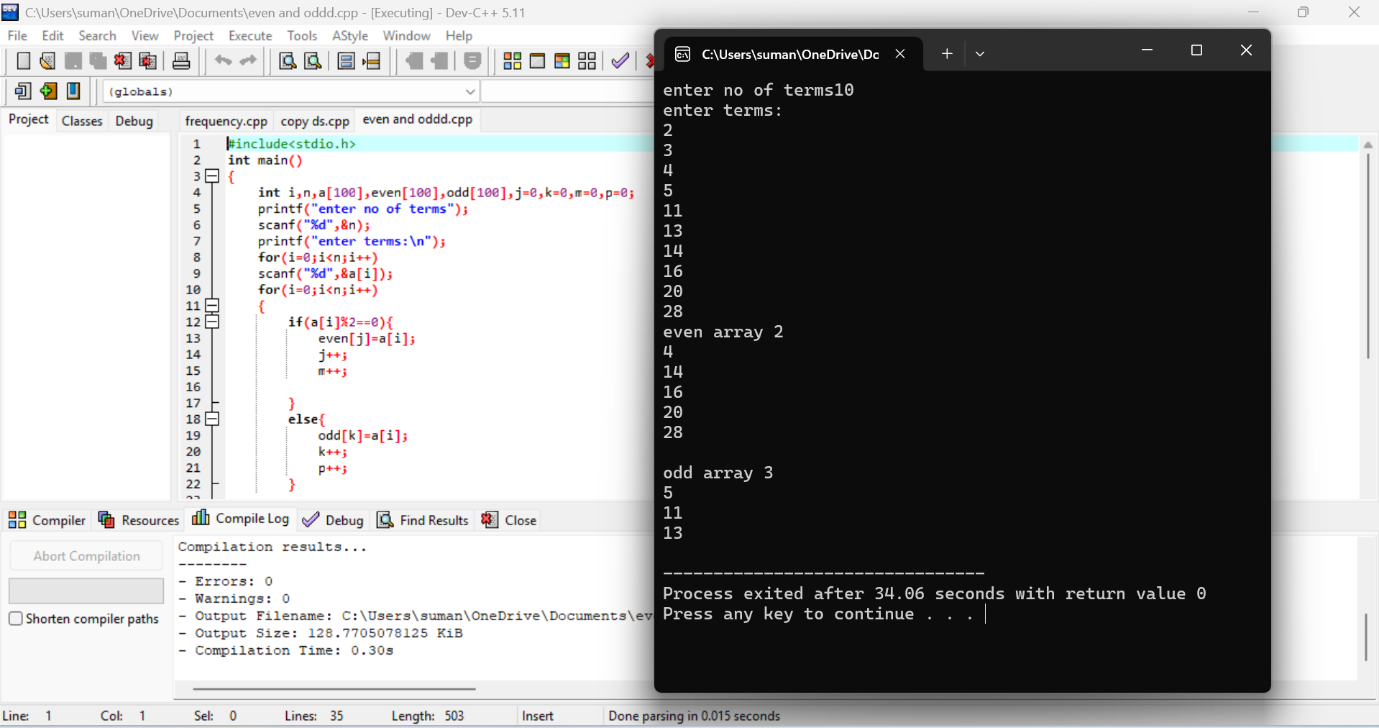 C:\Users\suman\OneDrive\Documents\even and oddd.cpp - [Executing] - Dev-C++ 5.11
File Edit Search View Project Execute Tools AStyle Window Help
(globals)
Project Classes Debug
frequency.cpp copy ds.cpp even and oddd.cpp
1 #include<stdio.h>
2 int main()
3 {
4 int i,n,a[100],even[100],odd[100],j=0,k=0,m=0,p=0;
5 printf("enter no of terms");
6 scanf("%d",&n);
7 printf("enter terms:\n");
8 for(i=0;i<n;i++)
9 scanf("%d",&a[i]);
10 for(i=0;i<n;i++)
11 {
12 if(a[i]%2==0){
13 even[j]=a[i];
14 j++;
15 m++;
16
17 }
18 else{
19 odd[k]=a[i];
20 k++;
21 p++;
22 }
C:\Users\suman\OneDrive\Dc
enter no of terms10
enter terms:
2
3
4
5
11
13
14
16
20
28
even array 2
4
14
16
20
28
odd array 3
5
11
13
--------------------------------
Process exited after 34.06 seconds with return value 0
Press any key to continue . . .
Compiler Resources Compile Log Debug Find Results Close
Abort Compilation
Shorten compiler paths
Compilation results...
--------
- Errors: 0
- Warnings: 0
- Output Filename: C:\Users\suman\OneDrive\Documents\ev
- Output Size: 128.7705078125 KiB
- Compilation Time: 0.30s
Line: 1 Col: 1 Sel: 0 Lines: 35 Length: 503 Insert Done parsing in 0.015 seconds